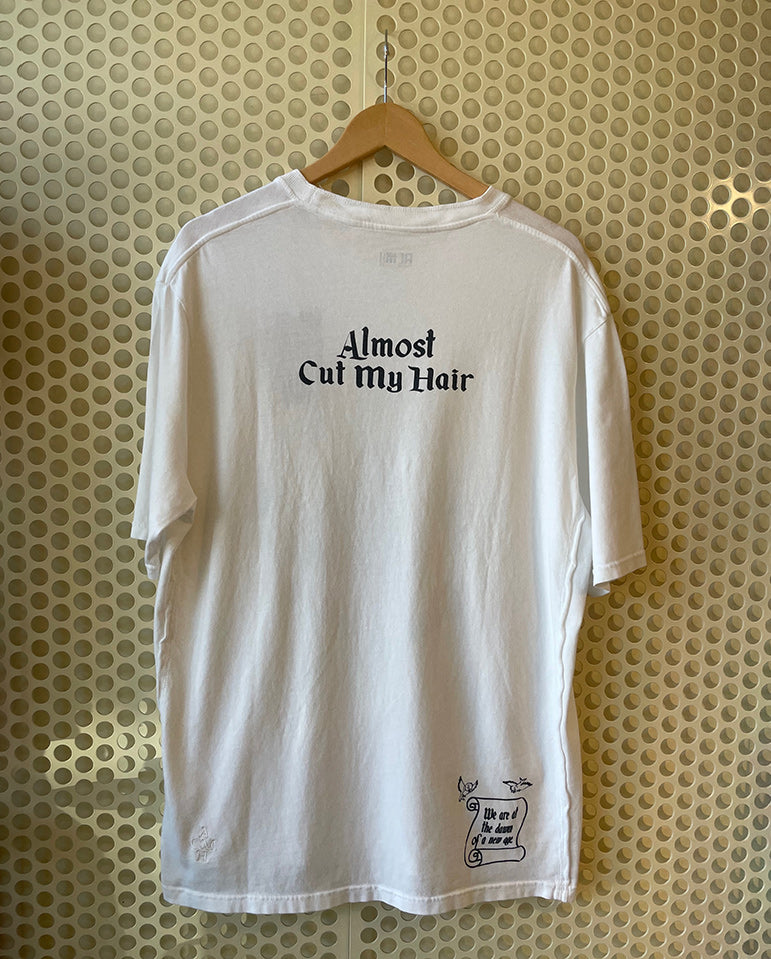 Almost
Cut My Hair
We are at
the dawn
of a new age